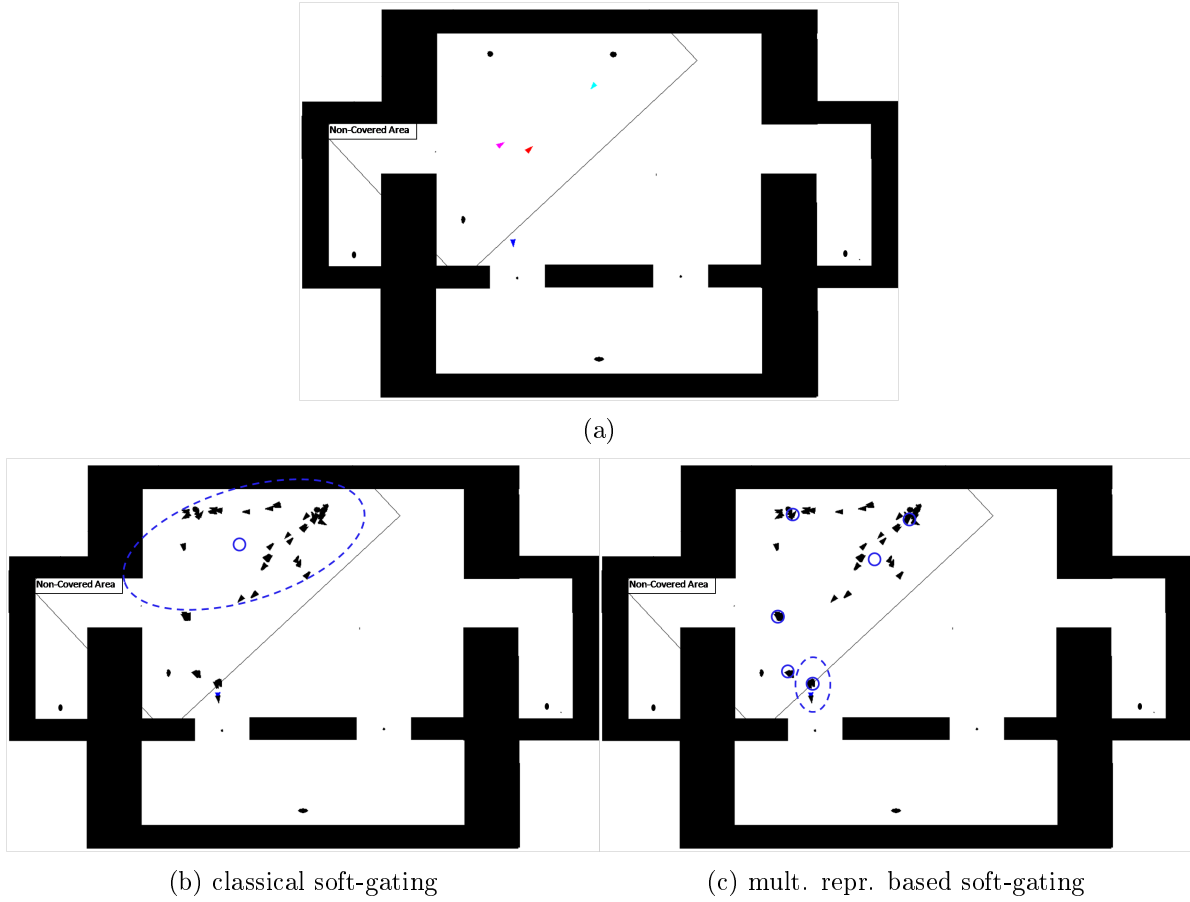 Non-Covered Area
(a)
Non-Covered Area
Non-Covered Area
(b) classical soft-gating
(c) mult. repr. based soft-gating